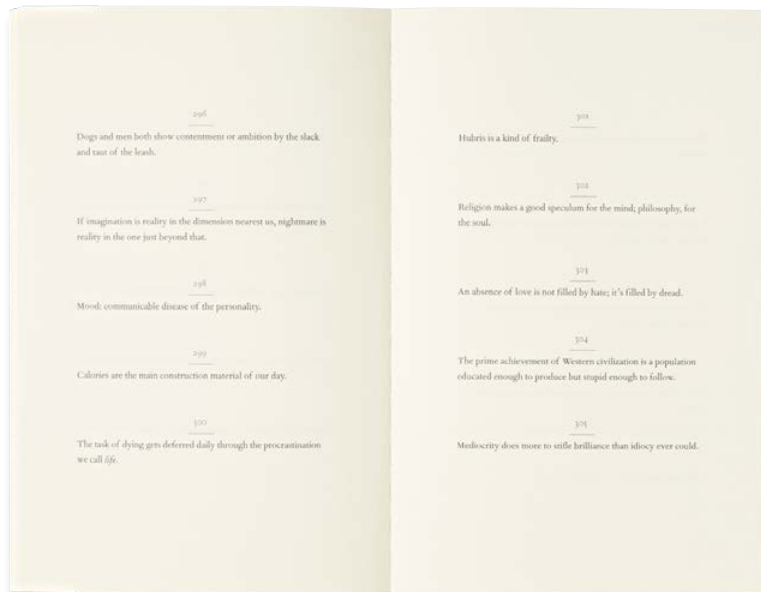 296
Dogs and men both show contentment or ambition by the slack
and taut of the leash.
297
If imagination is reality in the dimension nearest us, nightmare is
reality in the one just beyond that.
298
Mood: communicable disease of the personality.
299
Calories are the main construction material of our day.
300
The task of dying gets deferred daily through the procrastination
we call life.
301
Hubris is a kind of frailty.
302
Religion makes a good speculum for the mind; philosophy, for
the soul.
303
An absence of love is not filled by hate; it's filled by dread.
304
The prime achievement of Western civilization is a population
educated enough to produce but stupid enough to follow.
305
Mediocrity does more to stifle brilliance than idiocy ever could.